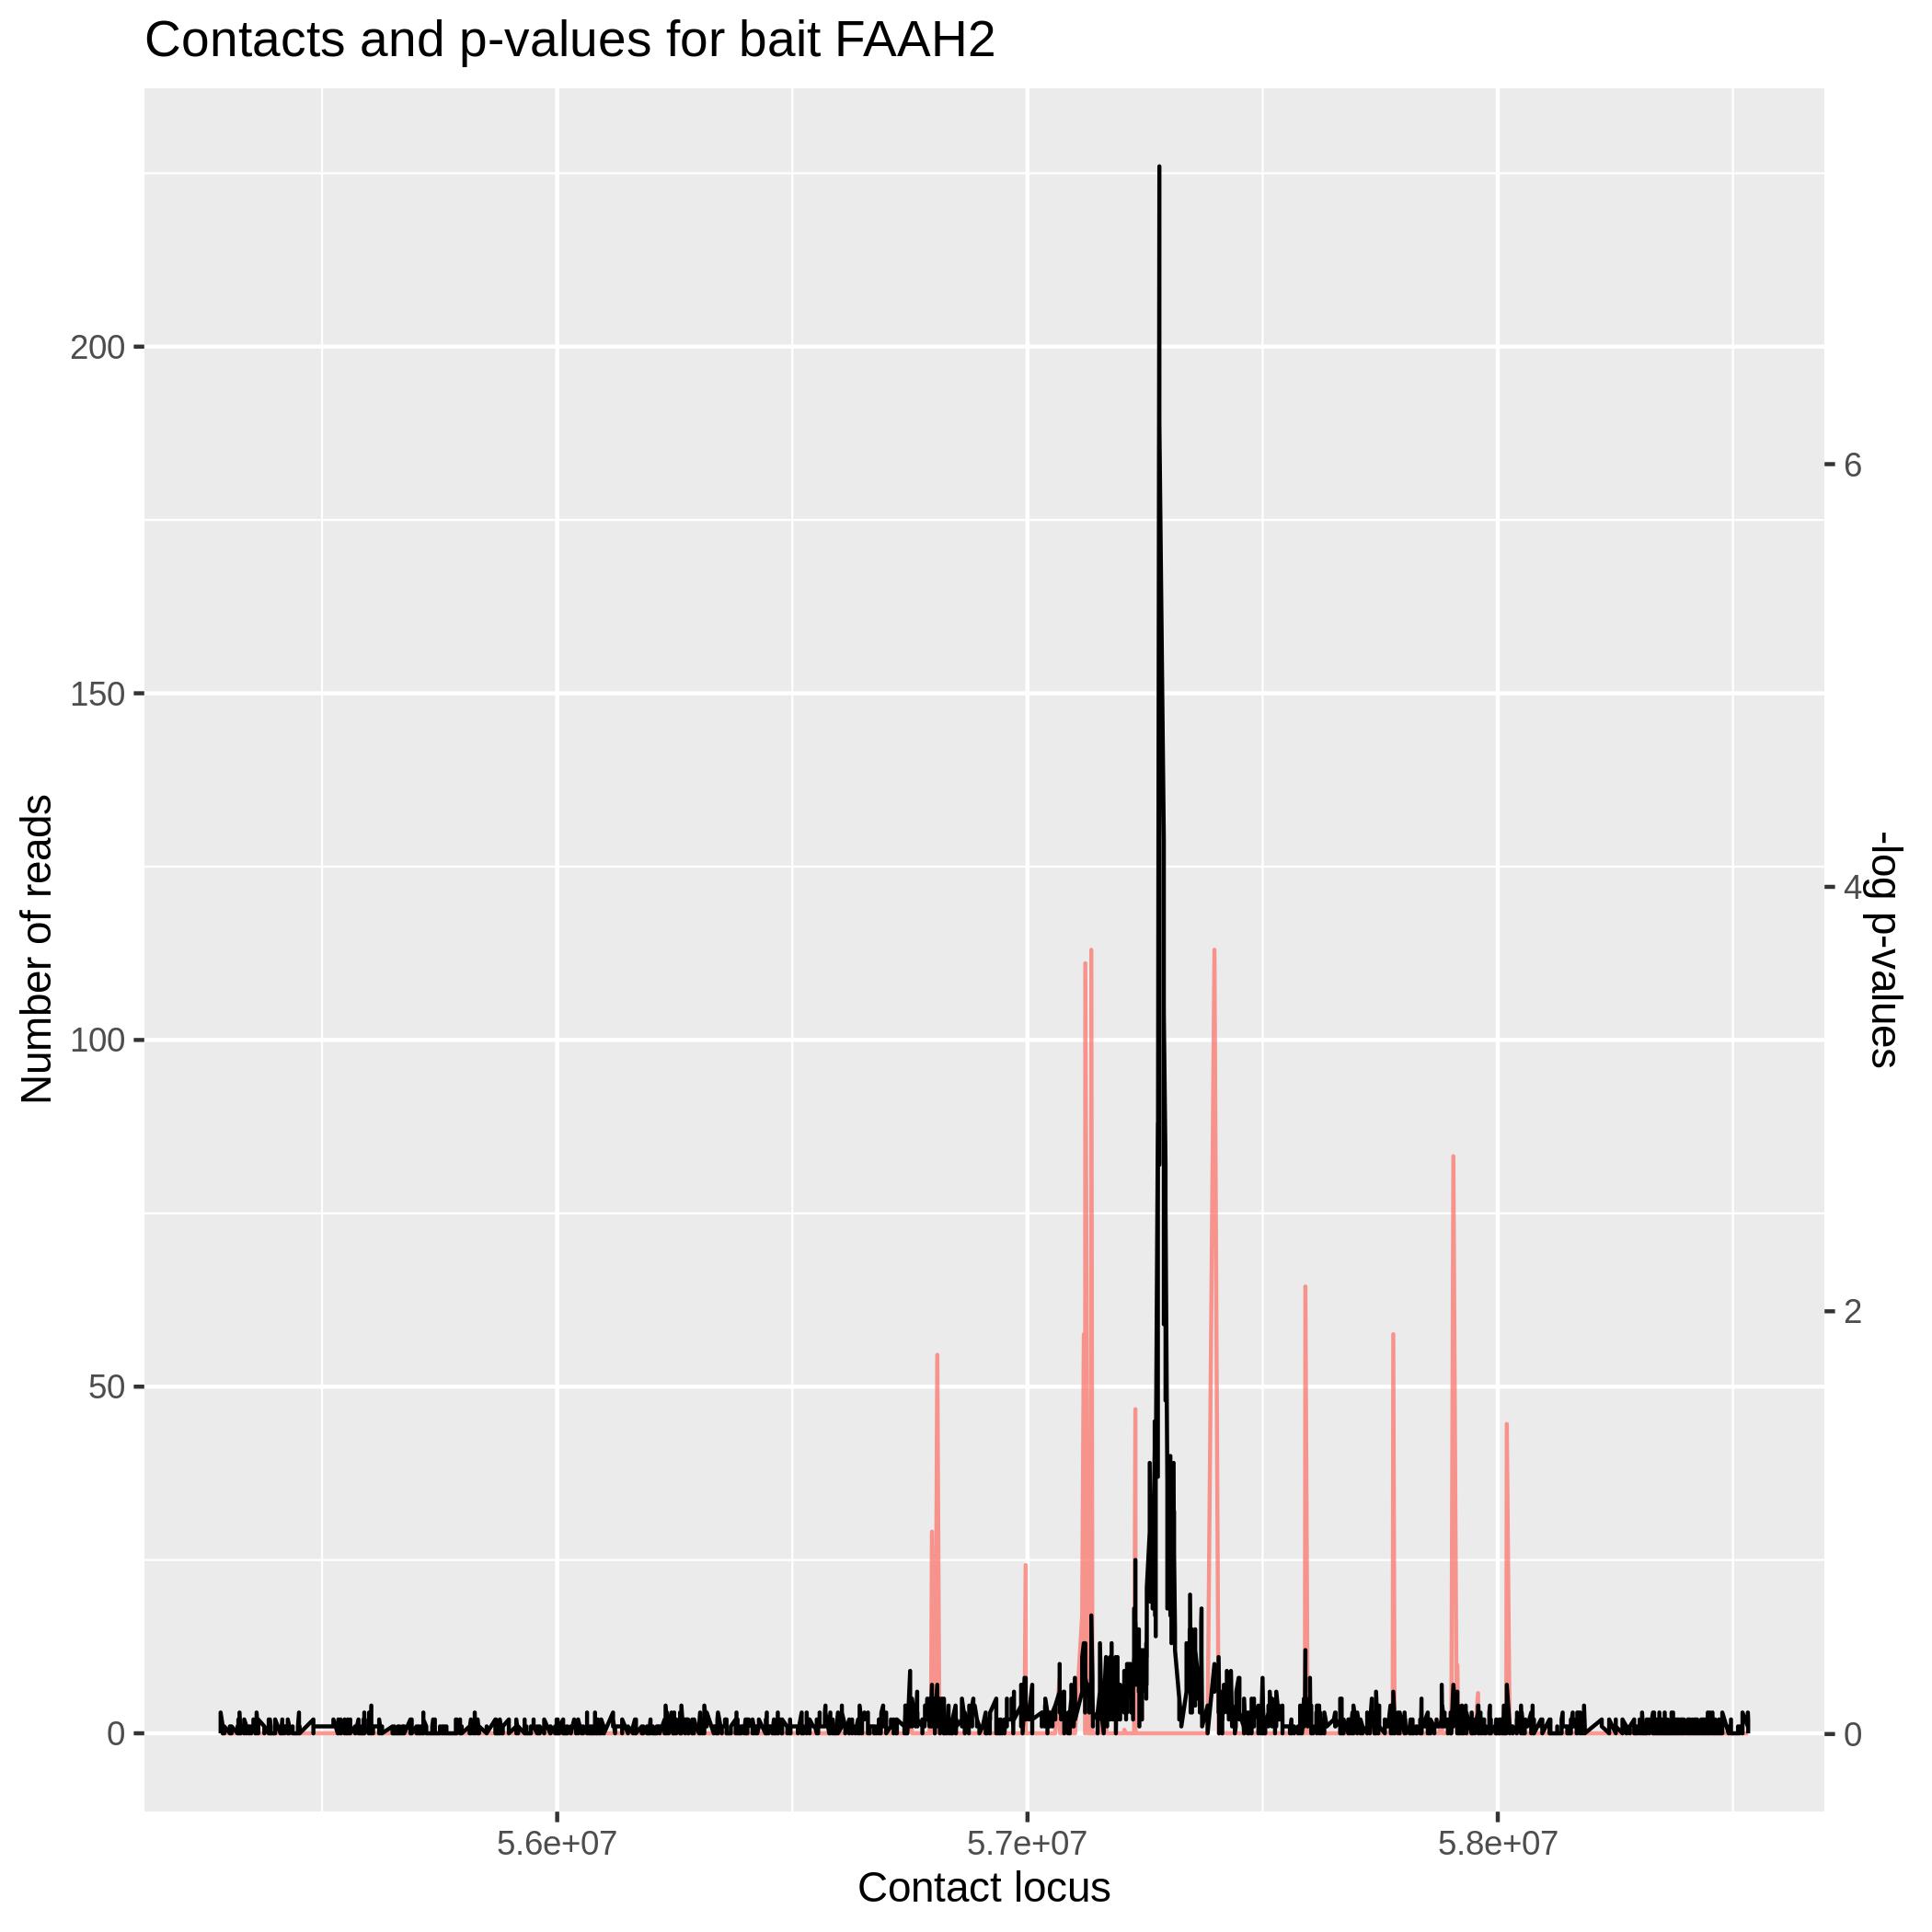 Contacts and p-values for bait FAAH2
Number of reads
200
150
100
50
0
6
4
2
0
-log p-values
5.6e+07 5.7e+07 5.8e+07
Contact locus